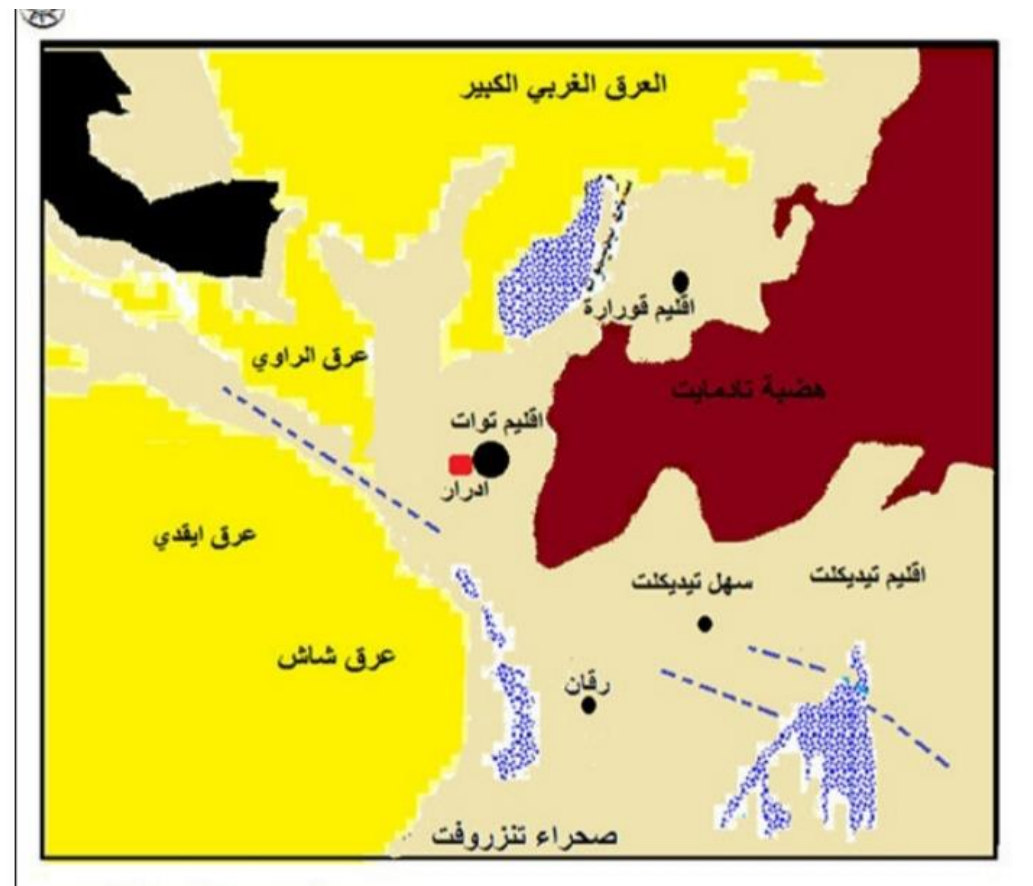 العرق الغربي الكبير
اقليم قورارة
عرق الراوي
هضبة تادمايت
اقليم توات
ادرار
عرق ايقدي
سهل تيديكلت
اقليم تيديكلت
عرق شاش
رقان
صحراء تنزروفت